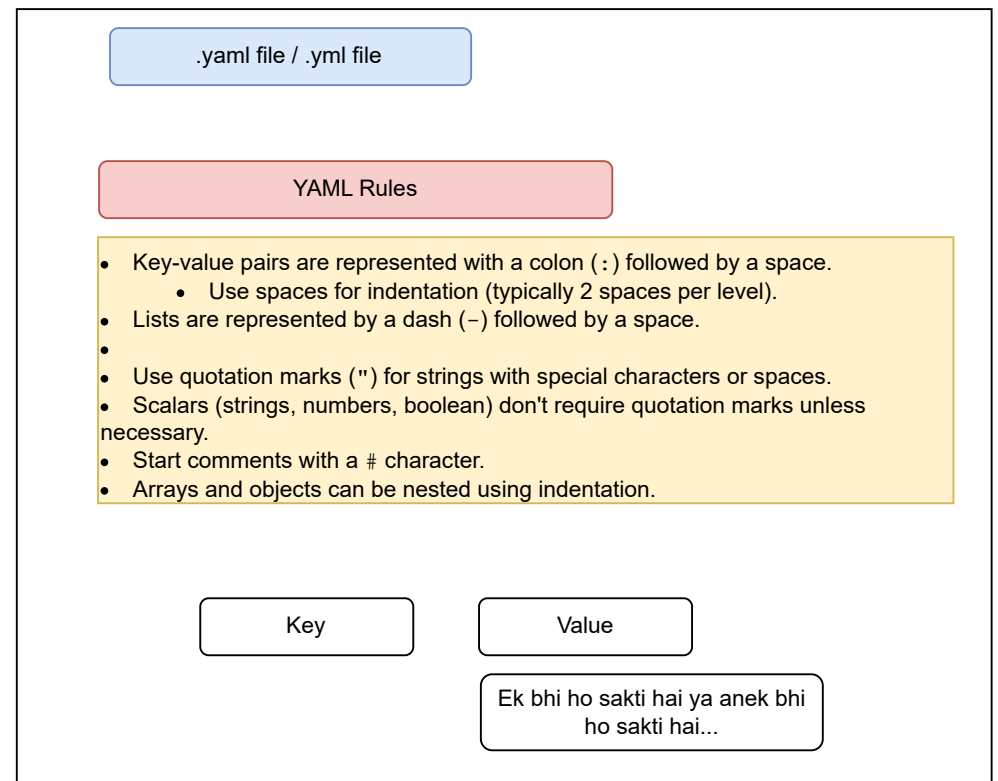 .yaml file / .yml file
YAML Rules
• Key-value pairs are represented with a colon (:) followed by a space.
• Use spaces for indentation (typically 2 spaces per level).
• Lists are represented by a dash (-) followed by a space.
•
• Use quotation marks (") for strings with special characters or spaces.
• Scalars (strings, numbers, boolean) don't require quotation marks unless
necessary.
• Start comments with a # character.
• Arrays and objects can be nested using indentation.
Key
Value
Ek bhi ho sakti hai ya anek bhi
ho sakti hai...